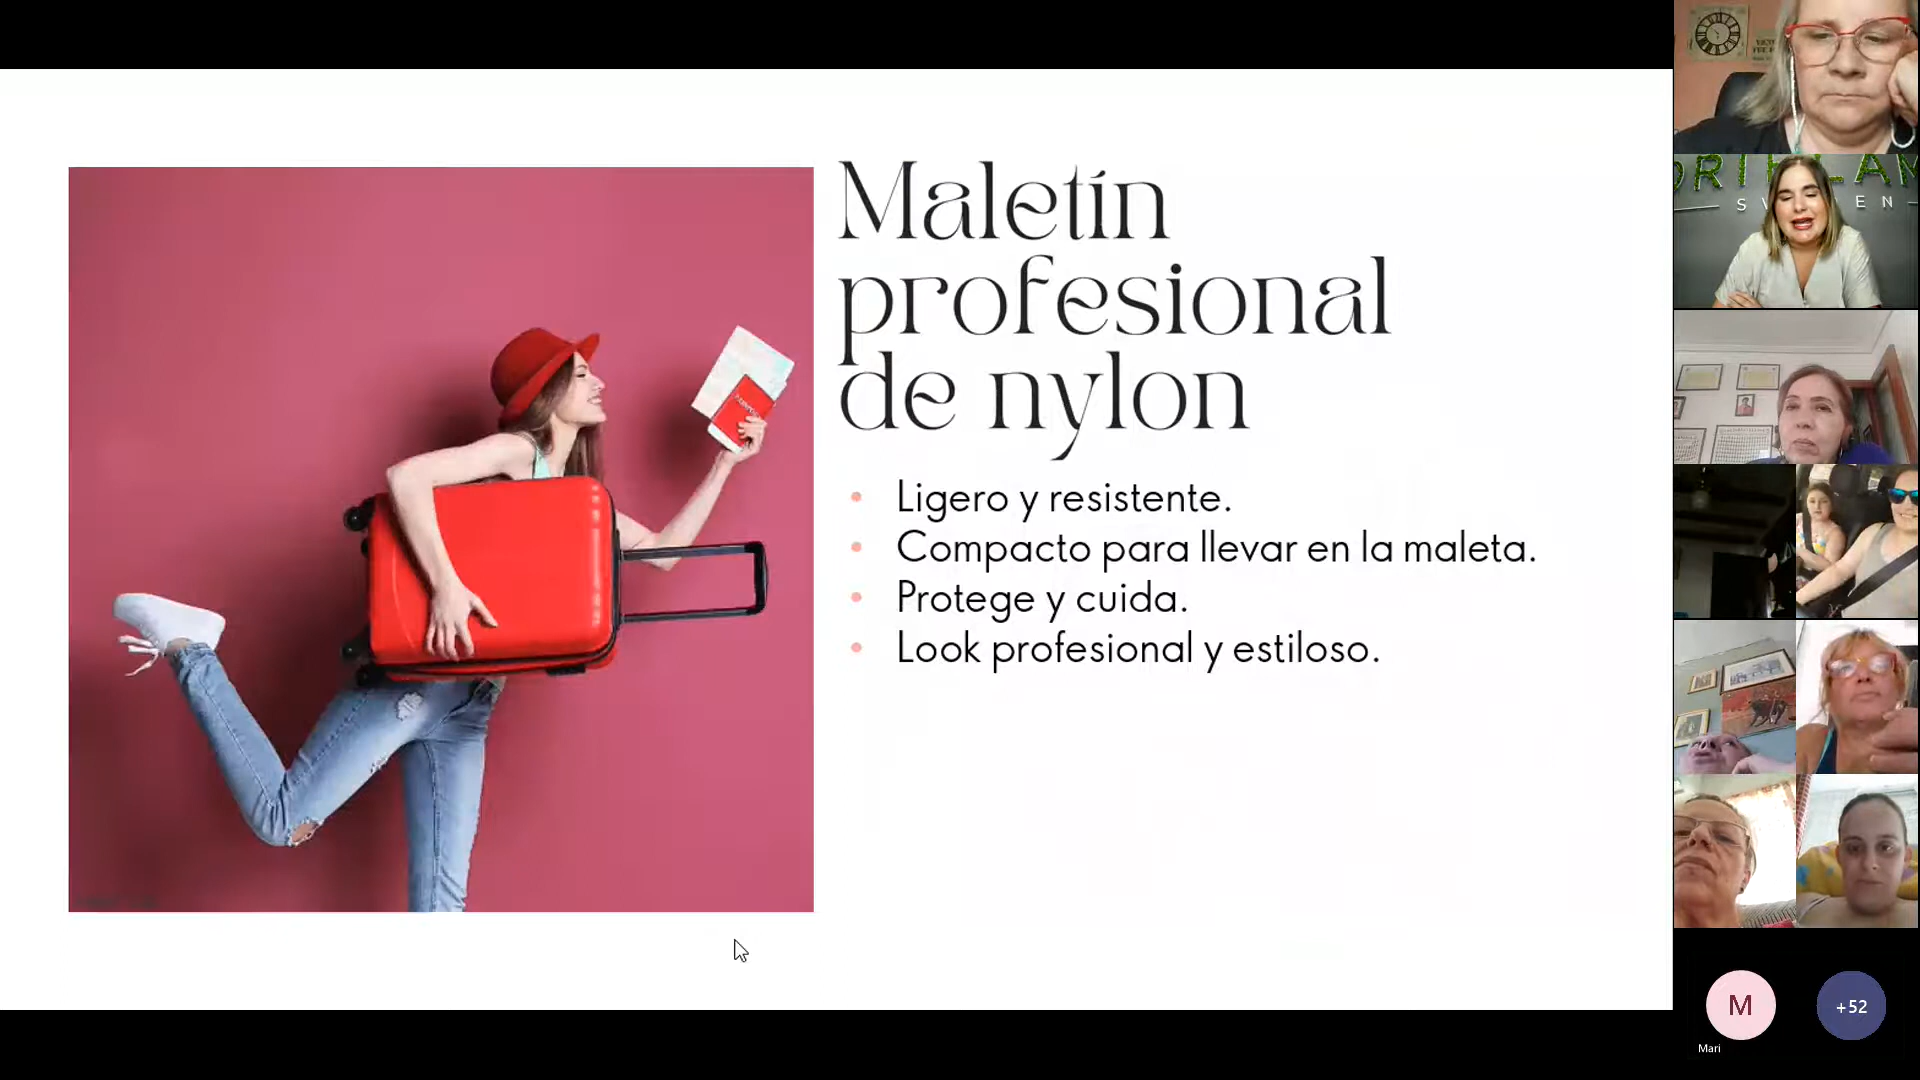 Maletín
profesional
de nylon
Ligero y resistente.
Compacto para llevar en la maleta.
Protege y cuida.
Look profesional y estiloso.
M
Mari
+52